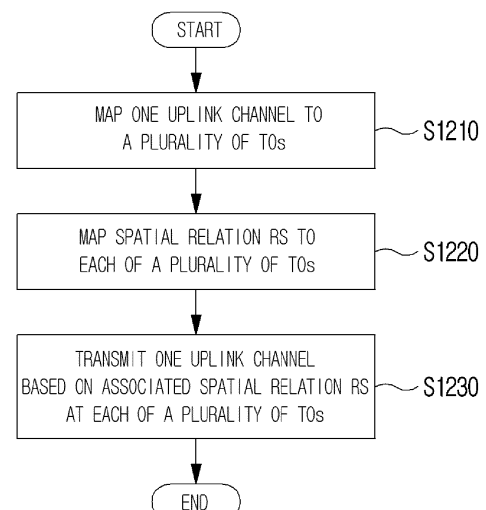 START
MAP ONE UPLINK CHANNEL TO
A PLURALITY OF TOs
S1210
MAP SPATIAL RELATION RS TO
EACH OF A PLURALITY OF TOs
S1220
TRANSMIT ONE UPLINK CHANNEL
BASED ON ASSOCIATED SPATIAL RELATION RS
AT EACH OF A PLURALITY OF TOs
S1230
END